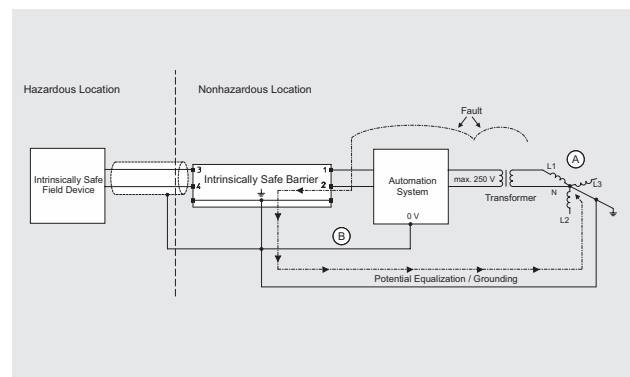 Hazardous Location
Nonhazardous Location
Fault
L1
A
3
1
Intrinsically Safe
Field Device
Intrinsically Safe Barrier
4
2
Automation
System
max. 250 V
Transformer
L3
N
L2
0 V
B
Potential Equalization / Grounding